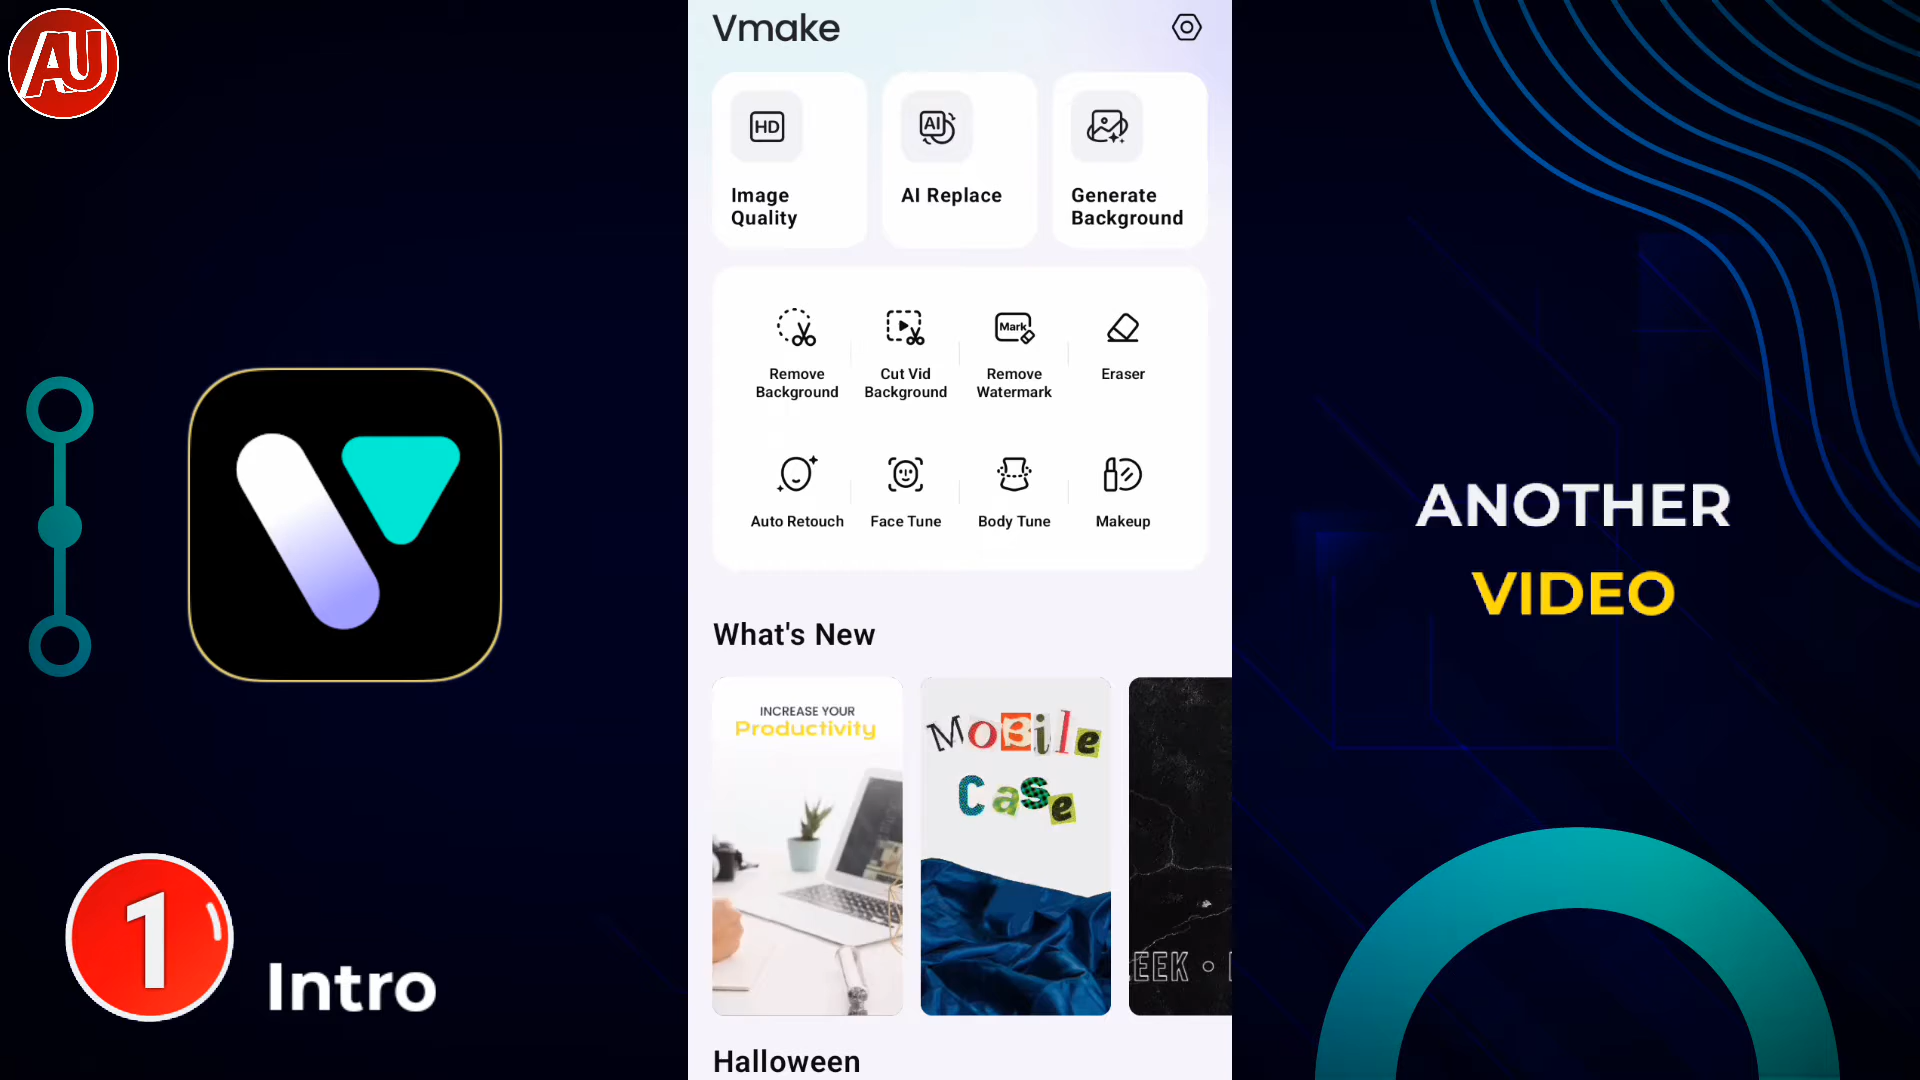 AU
Vmake
HD
AI
Image
Quality
AI Replace
Generate
Background
Mark
Remove
Background
Cut Vid
Background
Remove
Watermark
Eraser
Auto Retouch
Face Tune
Body Tune
Makeup
What's New
INCREASE YOUR
Productivity
MoBile
Case
EEK
Halloween
1
Intro
ANOTHER
VIDEO